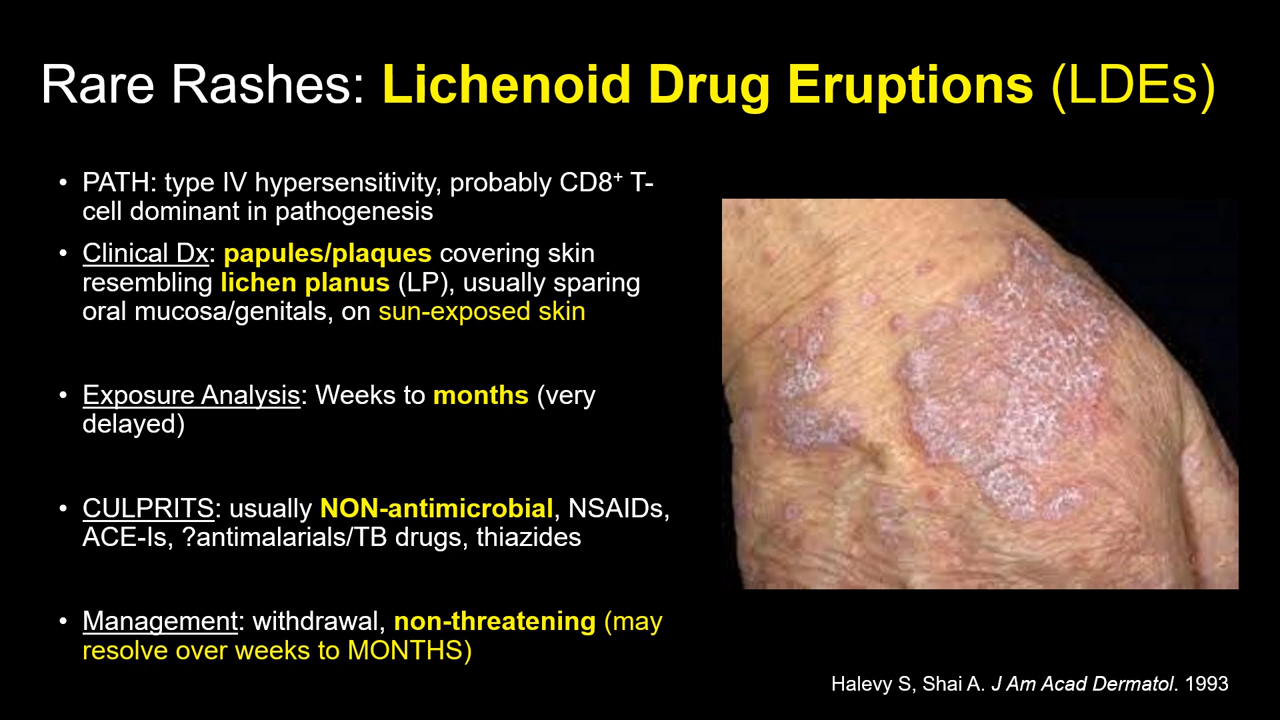 Rare Rashes: Lichenoid Drug Eruptions (LDEs)
• PATH: type IV hypersensitivity, probably CD8⁺ T-
cell dominant in pathogenesis
• Clinical Dx: papules/plaques covering skin
resembling lichen planus (LP), usually sparing
oral mucosa/genitals, on sun-exposed skin
• Exposure Analysis: Weeks to months (very
delayed)
• CULPRITS: usually NON-antimicrobial, NSAIDs,
ACE-Is, ?antimalarials/TB drugs, thiazides
• Management: withdrawal, non-threatening (may
resolve over weeks to MONTHS)
Halevy S, Shai A. J Am Acad Dermatol. 1993